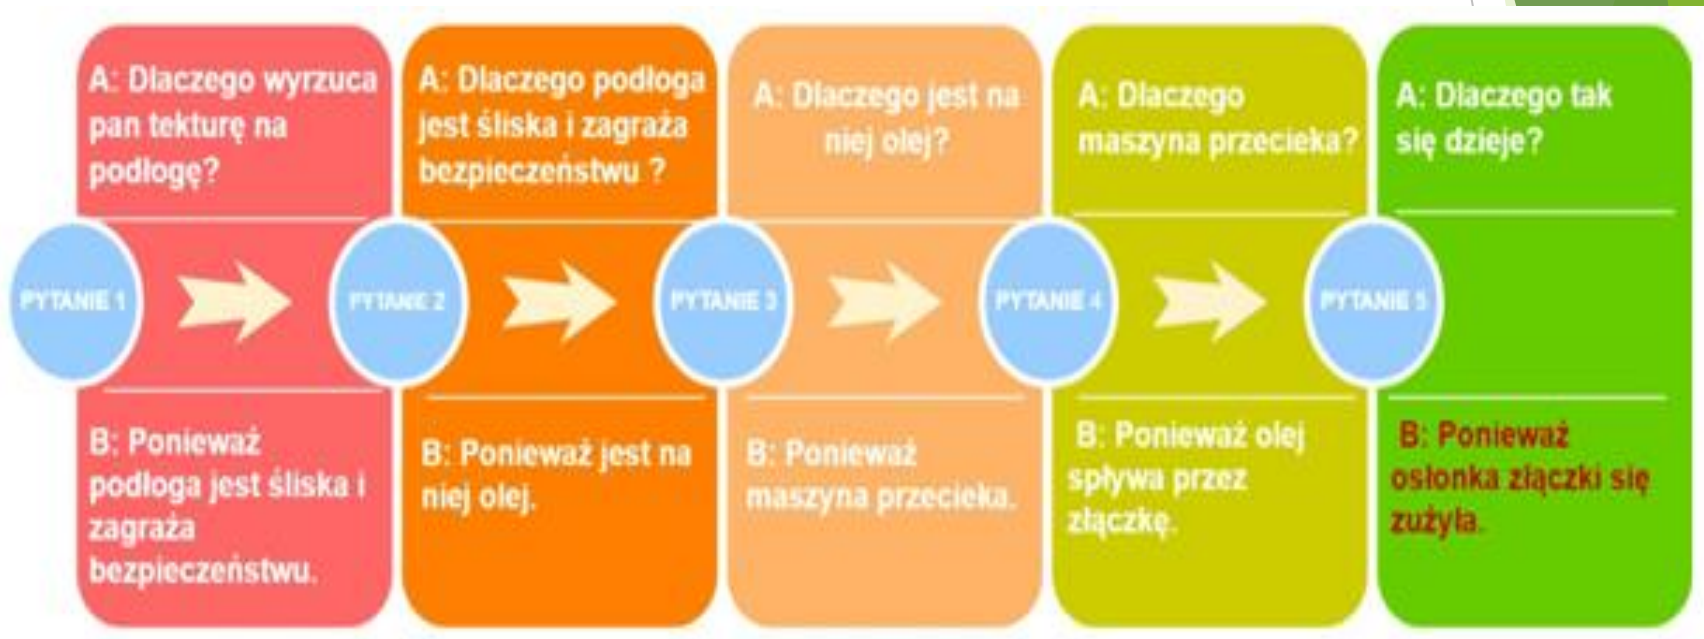 A: Dlaczego wyrzuca
pan tekturę na
podłogę?
PYTANIE 1
B: Ponieważ
podłoga jest śliska i
zagraża
bezpieczeństwu.
A: Dlaczego podłoga
jest śliska i zagraża
bezpieczeństwu ?
PYTANIE 2
B: Ponieważ jest na
niej olej.
A: Dlaczego jest na
niej olej?
PYTANIE 3
B: Ponieważ
maszyna przecieka.
A: Dlaczego
maszyna przecieka?
PYTANIE 4
B: Ponieważ olej
spływa przez
złączkę.
A: Dlaczego tak
się dzieje?
PYTANIE 5
B: Ponieważ
osłonka złączki się
zużyła.